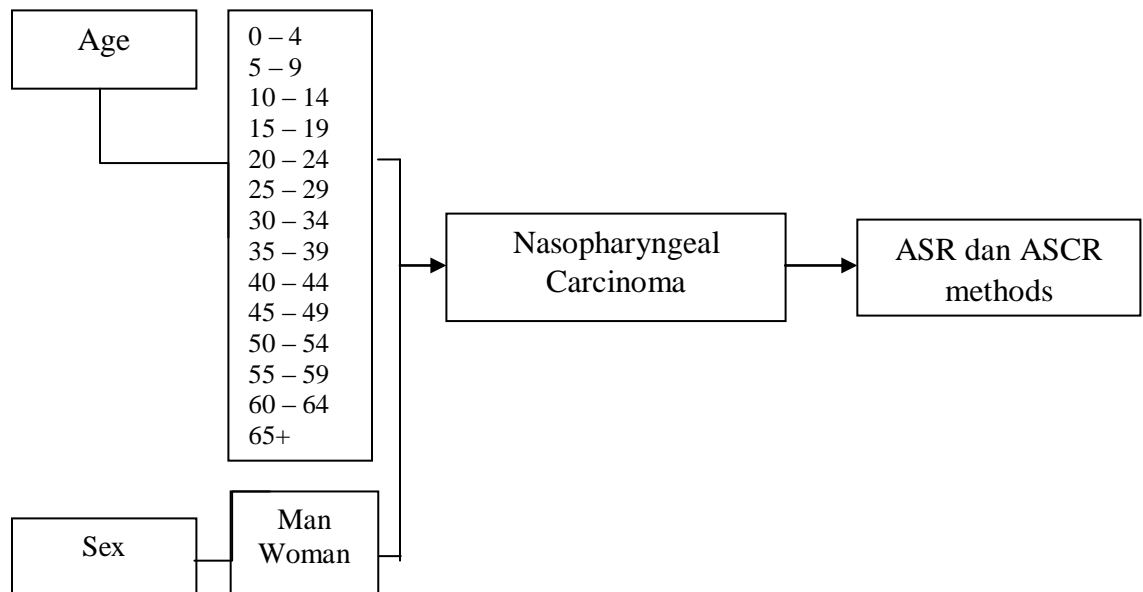 Age
0 – 4
5 – 9
10 – 14
15 – 19
20 – 24
25 – 29
30 – 34
35 – 39
40 – 44
45 – 49
50 – 54
55 – 59
60 – 64
65+
Nasopharyngeal
Carcinoma
ASR dan ASCR
methods
Sex
Man
Woman